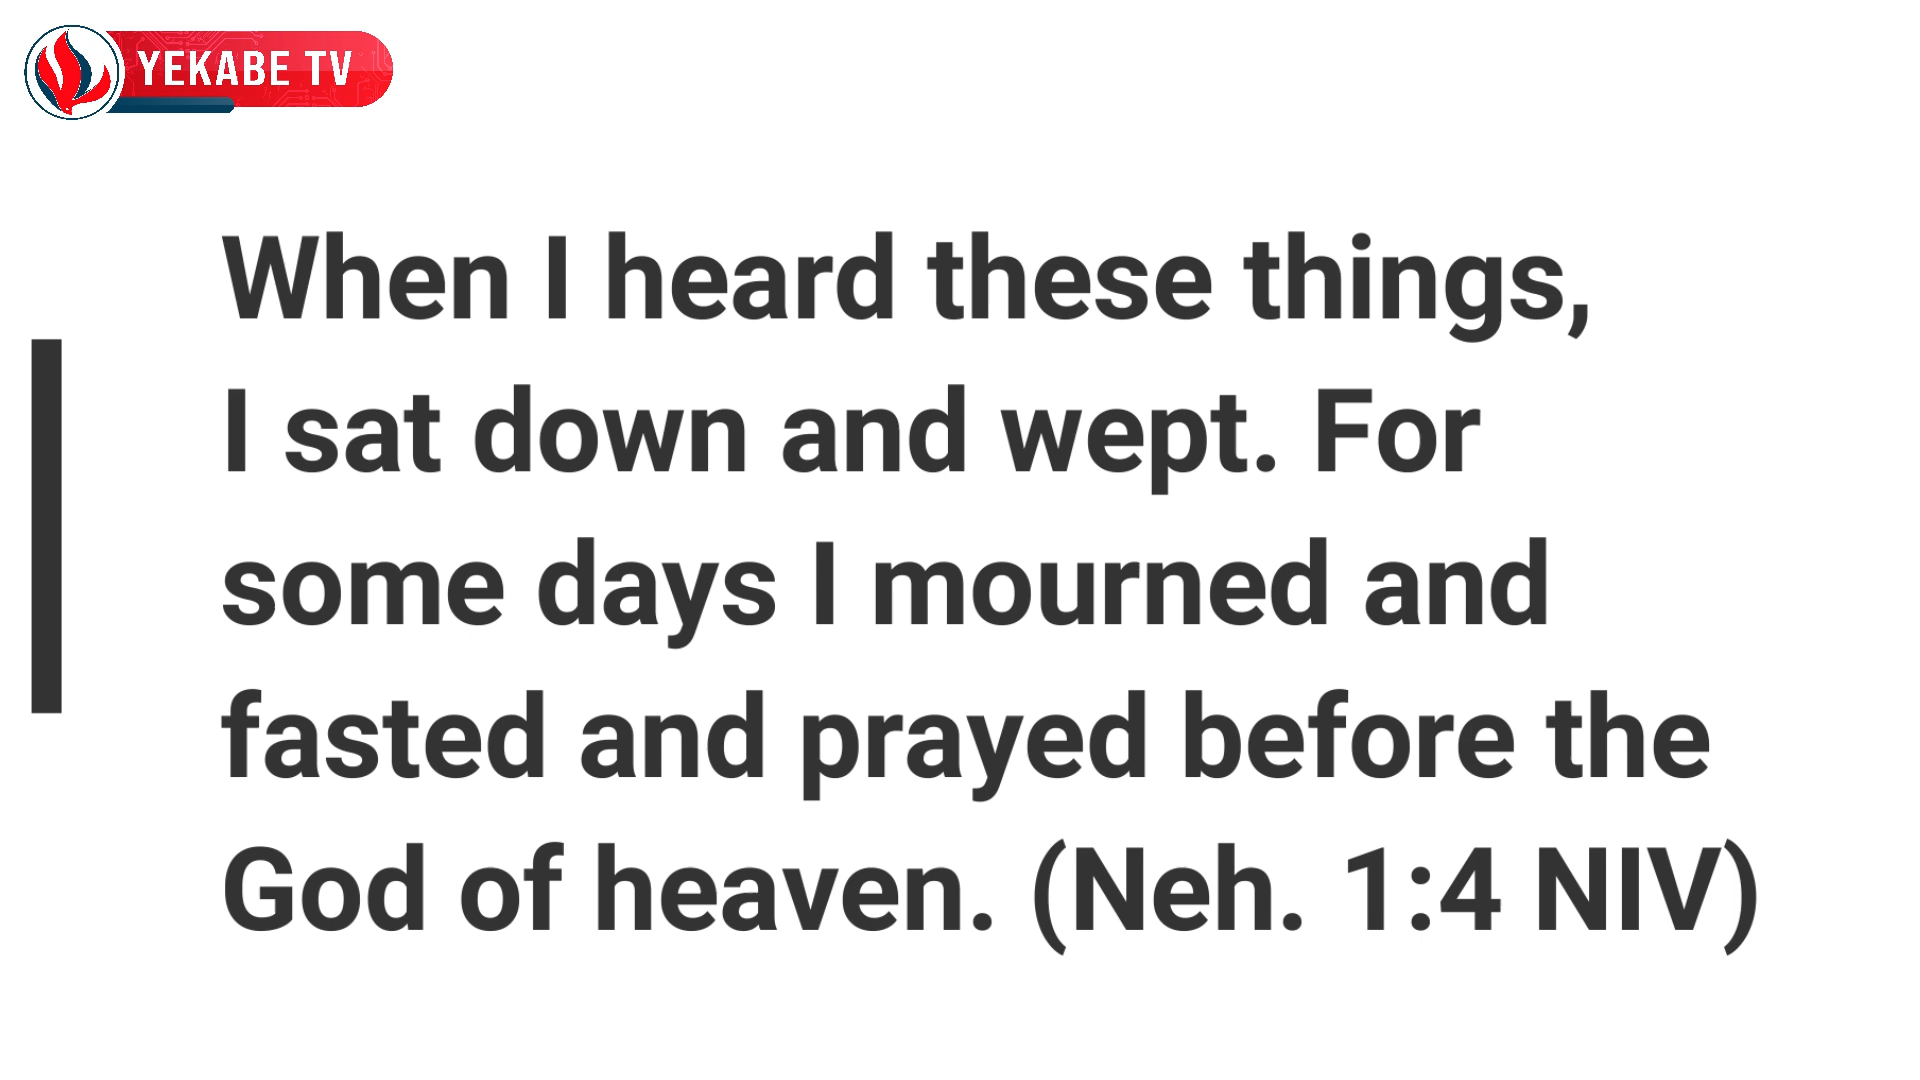 YEKABE TV
When I heard these things,
I sat down and wept. For
some days I mourned and
fasted and prayed before the
God of heaven. (Neh. 1:4 NIV)